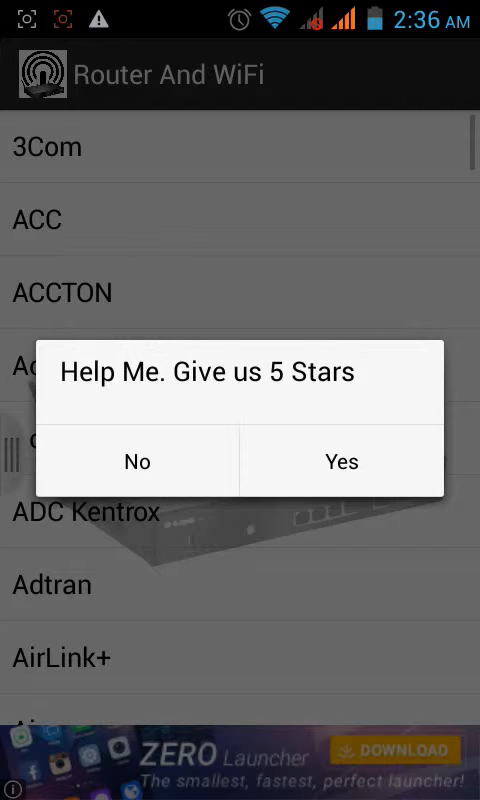 2:36 AM
Router And WiFi
3Com
ACC
ACCTON
Help Me. Give us 5 Stars
No
Yes
ADC Kentrox
Adtran
AirLink+
ZERO Launcher
DOWNLOAD
The smallest, fastest, perfect launcher!